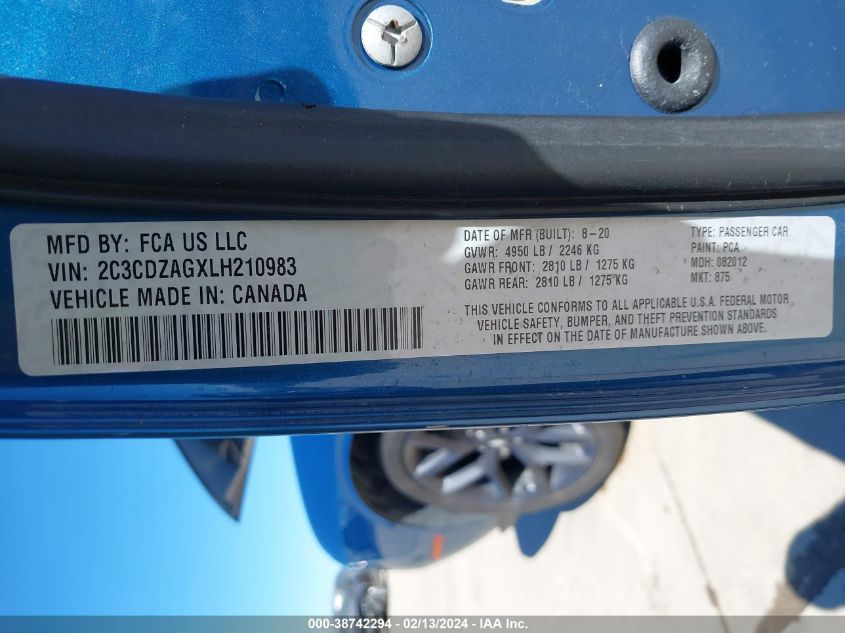 MFD BY: FCA US LLC
VIN: 2C3CDZAGXLH210983
VEHICLE MADE IN: CANADA
DATE OF MFR (BUILT): 8-20
GVWR: 4950 LB / 2246 KG
GAWR FRONT: 2810 LB / 1275 KG
GAWR REAR: 2810 LB / 1275 KG
TYPE: PASSENGER CAR
PAINT: PCA
MDH: 082012
MKT: 875
THIS VEHICLE CONFORMS TO ALL APPLICABLE U.S.A. FEDERAL MOTOR
VEHICLE SAFETY, BUMPER, AND THEFT PREVENTION STANDARDS
IN EFFECT ON THE DATE OF MANUFACTURE SHOWN ABOVE.
000-38742294 - 02/13/2024 - IAA Inc.